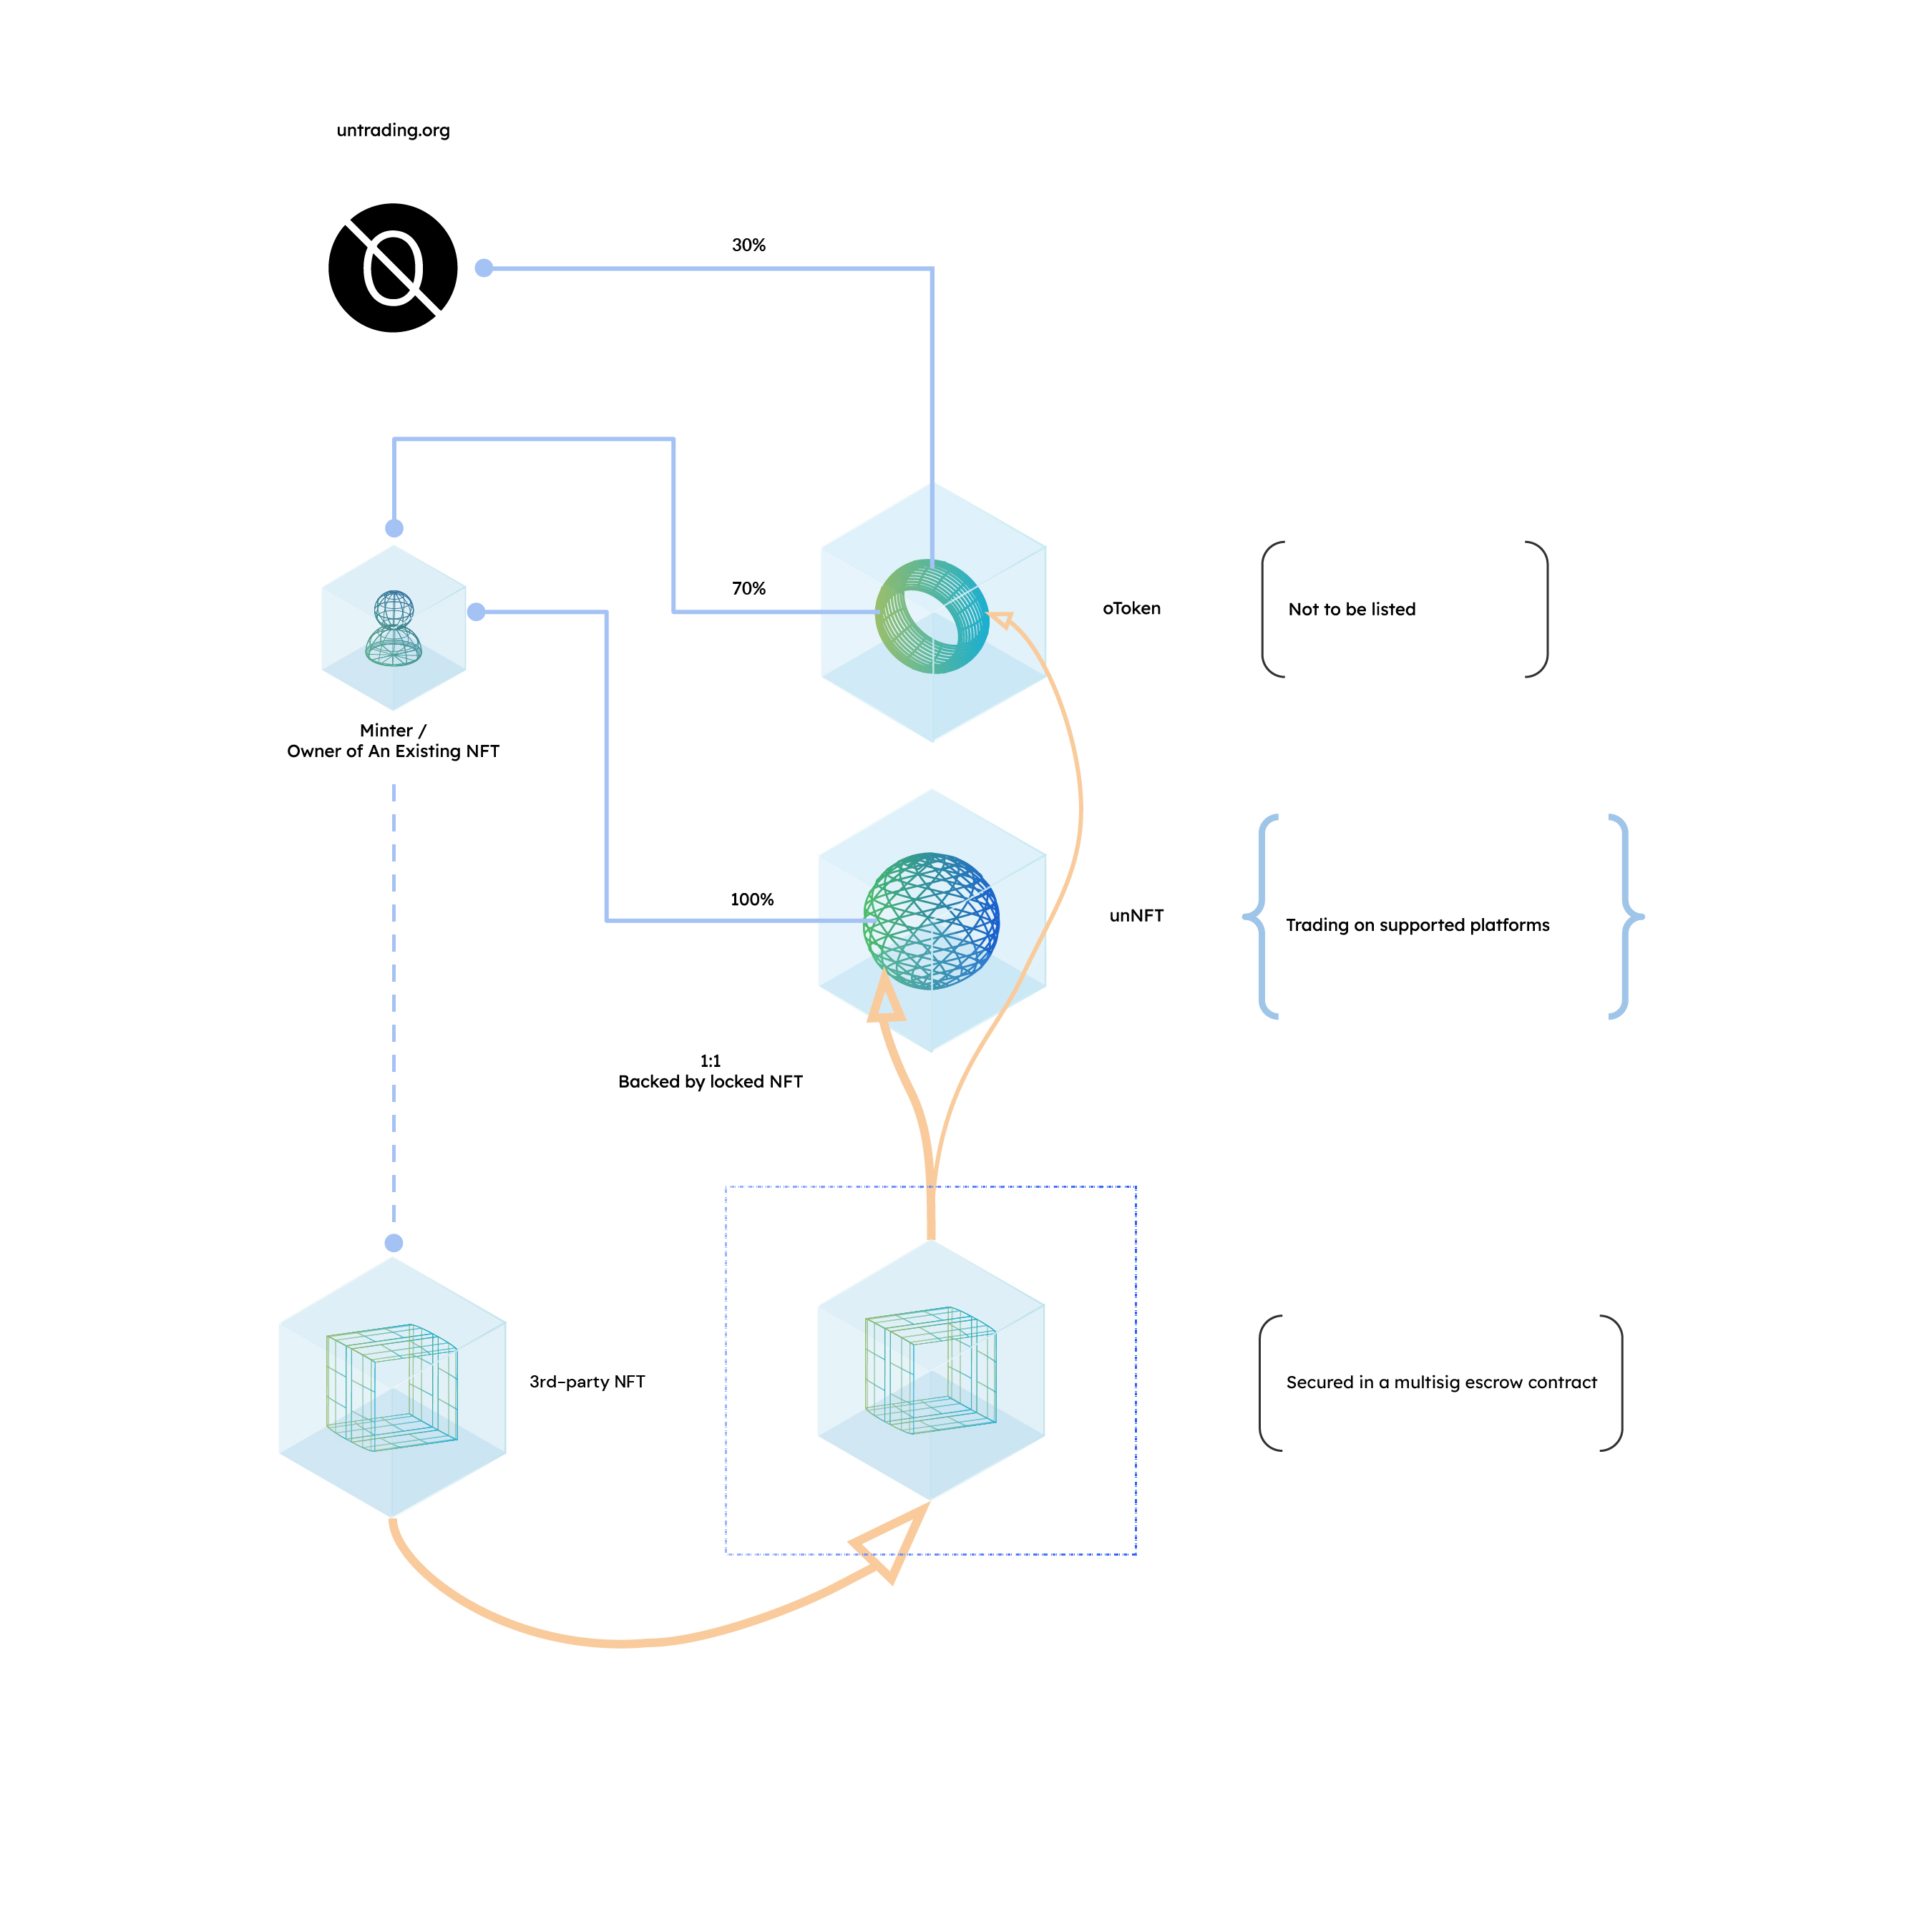 untrading.org
30%
70%
oToken
Not to be listed
Minter /
Owner of An Existing NFT
100%
unNFT
Trading on supported platforms
1:1
Backed by locked NFT
3rd-party NFT
Secured in a multisig escrow contract